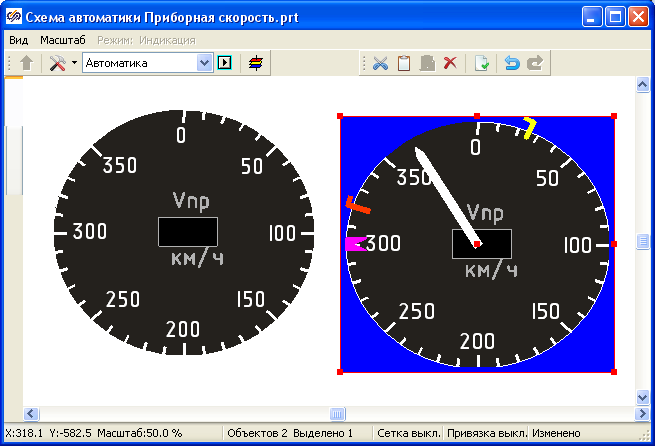 Схема автоматики Приборная скорость.prt
Вид Масштаб Режим: Индикация
Автоматика
0
50
100
150
200
250
300
350
Vпр
км/ч
0
50
100
150
200
250
300
350
Vпр
км/ч
X:318.1 Y:-582.5 Масштаб:50.0 % Объектов 2 Выделено 1 Сетка выкл. Привязка выкл. Изменено